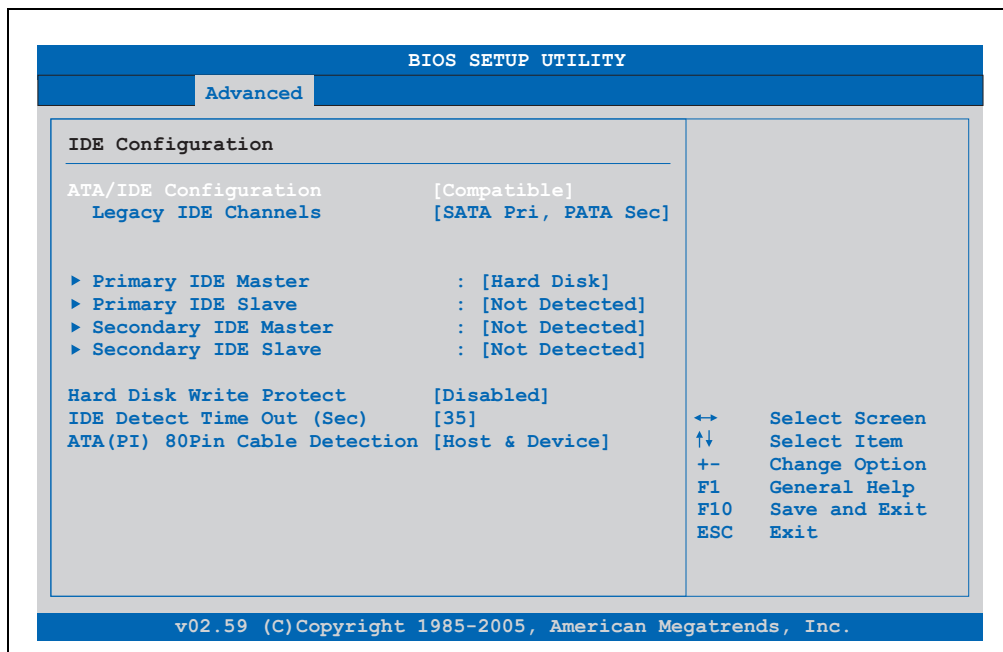 BIOS SETUP UTILITY
Advanced
IDE Configuration
ATA/IDE Configuration [Compatible]
Legacy IDE Channels [SATA Pri, PATA Sec]
▶ Primary IDE Master : [Hard Disk]
▶ Primary IDE Slave : [Not Detected]
▶ Secondary IDE Master : [Not Detected]
▶ Secondary IDE Slave : [Not Detected]
Hard Disk Write Protect [Disabled]
IDE Detect Time Out (Sec) [35]
ATA(PI) 80Pin Cable Detection [Host & Device]
↔ Select Screen
↑↓ Select Item
+- Change Option
F1 General Help
F10 Save and Exit
ESC Exit
v02.59 (C)Copyright 1985-2005, American Megatrends, Inc.